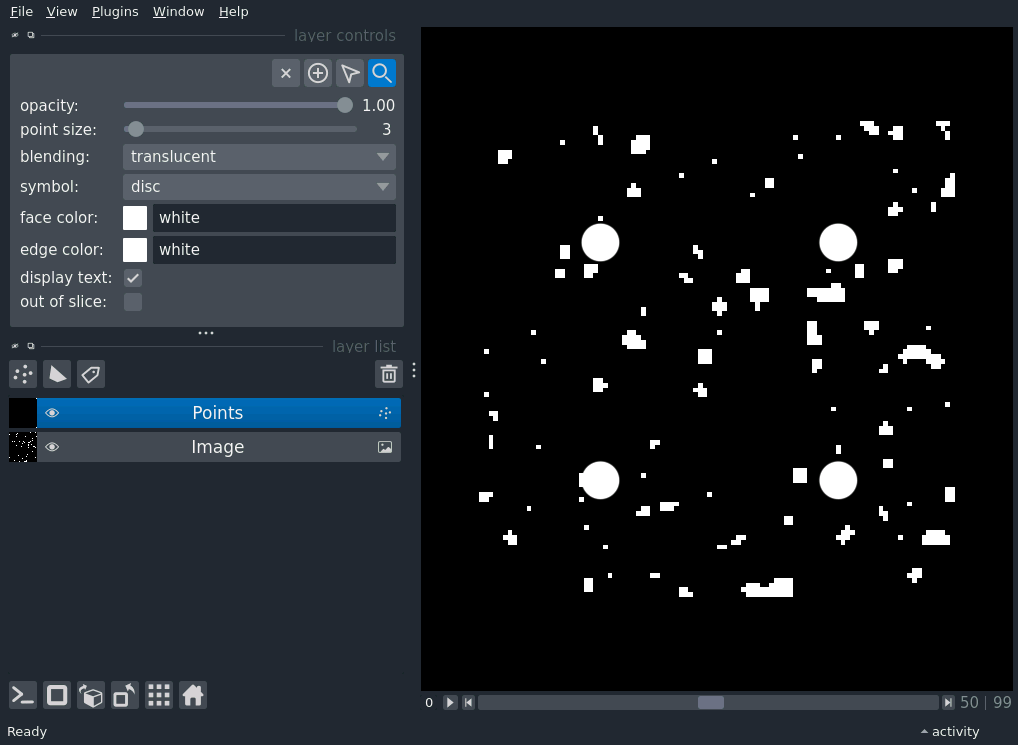 File View Plugins Window Help
layer controls
opacity: 1.00
point size: 3
blending: translucent
symbol: disc
face color: white
edge color: white
display text:
out of slice:
layer list
Points
Image
0 50 | 99
Ready activity